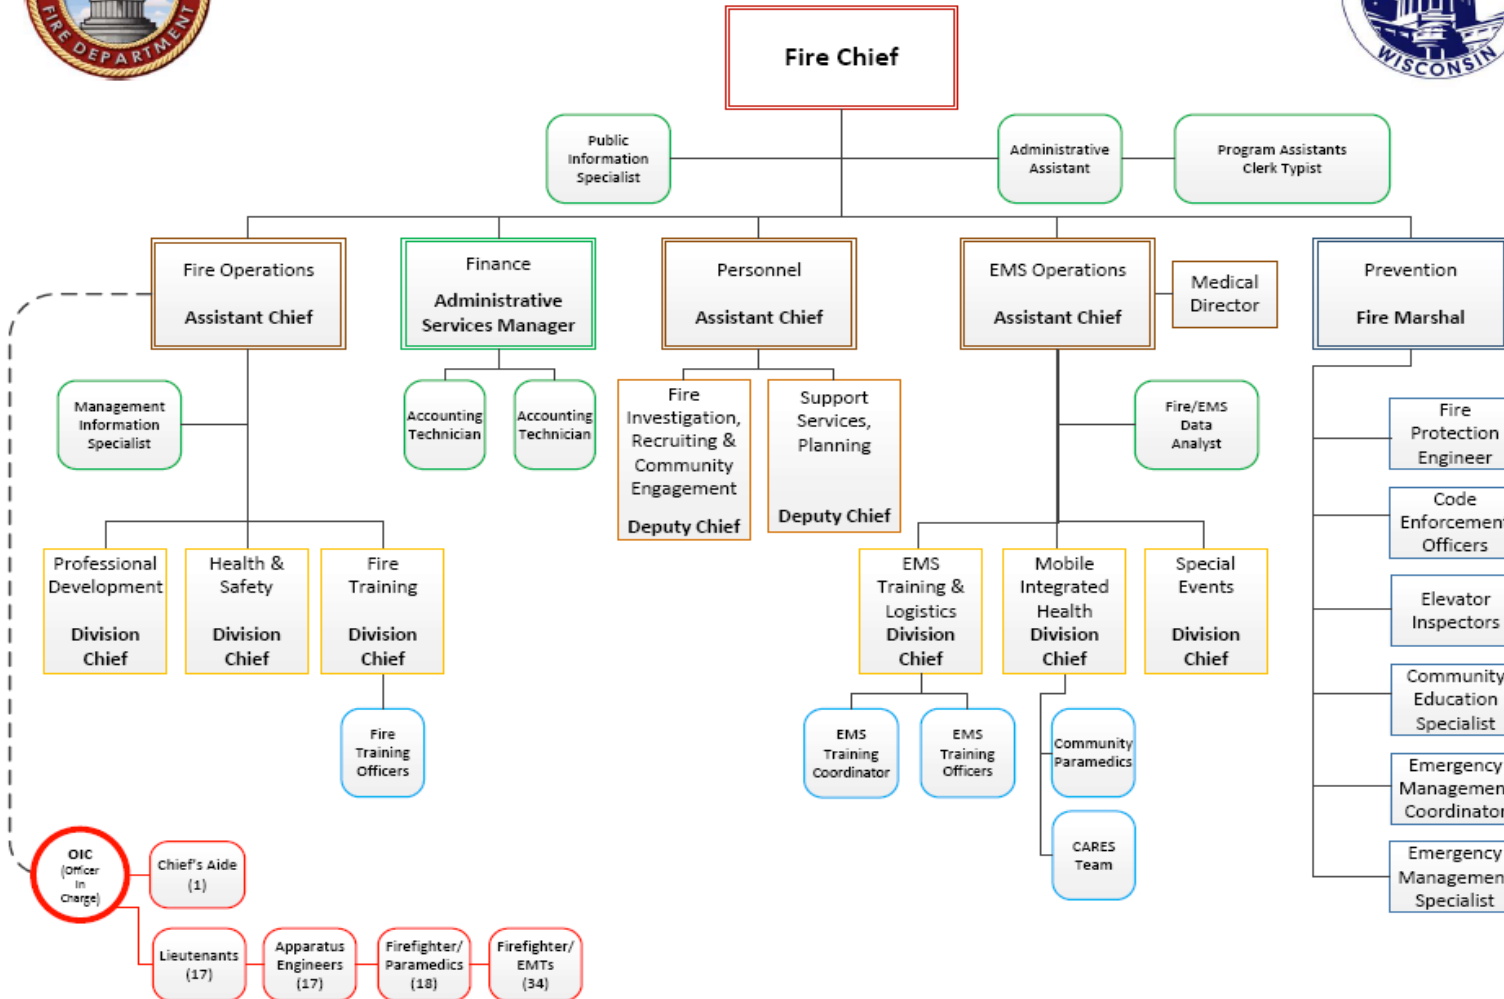 FIRE DEPARTMENT
WISCONSIN
Fire Chief
Public
Information
Specialist
Administrative
Assistant
Program Assistants
Clerk Typist
Fire Operations
Assistant Chief
Finance
Administrative
Services Manager
Personnel
Assistant Chief
EMS Operations
Assistant Chief
Medical
Director
Prevention
Fire Marshal
Management
Information
Specialist
Accounting
Technician
Accounting
Technician
Fire
Investigation,
Recruiting &
Community
Engagement
Deputy Chief
Support
Services,
Planning
Deputy Chief
Fire/EMS
Data
Analyst
Fire
Protection
Engineer
Code
Enforcement
Officers
Elevator
Inspectors
Community
Education
Specialist
Emergency
Management
Coordinator
Emergency
Management
Specialist
Professional
Development
Division
Chief
Health &
Safety
Division
Chief
Fire
Training
Division
Chief
EMS
Training &
Logistics
Division
Chief
Mobile
Integrated
Health
Division
Chief
Special
Events
Division
Chief
Fire
Training
Officers
EMS
Training
Coordinator
EMS
Training
Officers
Community
Paramedics
CARES
Team
OIC
(Officer
In
Charge)
Chief's Aide
(1)
Lieutenants
(17)
Apparatus
Engineers
(17)
Firefighter/
Paramedics
(18)
Firefighter/
EMTs
(34)